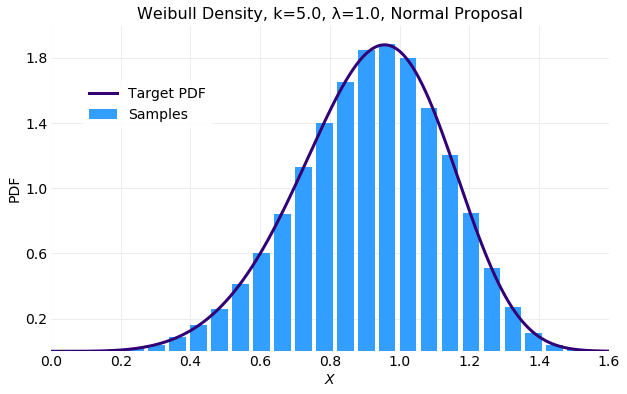 Weibull Density, k=5.0, λ=1.0, Normal Proposal
Target PDF
Samples
PDF
1.8
1.4
1.0
0.6
0.2
0.0 0.2 0.4 0.6 0.8 1.0 1.2 1.4 1.6
X